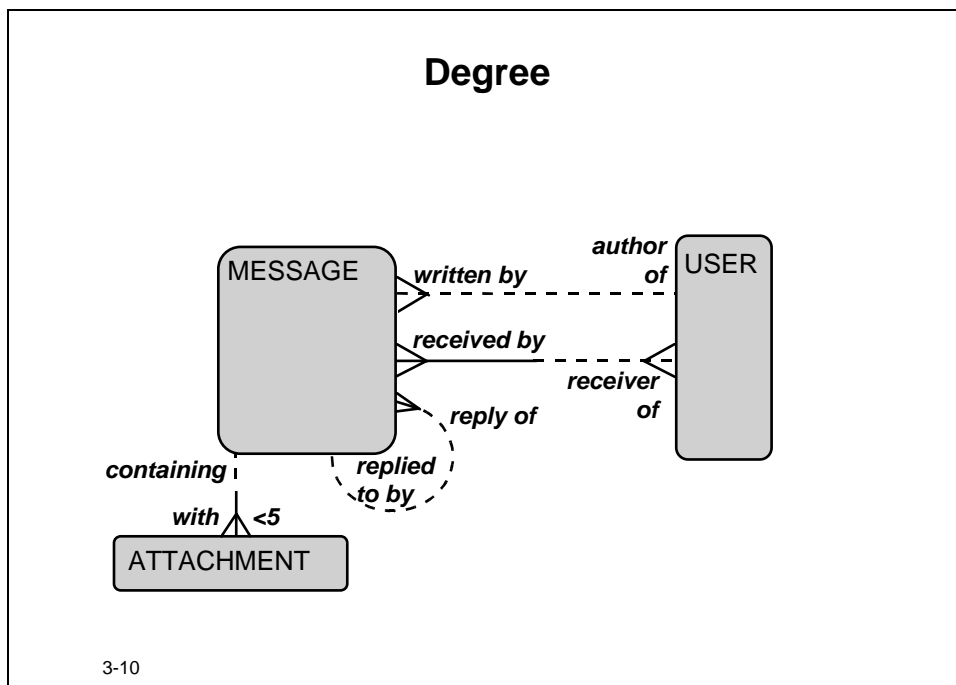 Degree
MESSAGE
written by
author
of
USER
received by
receiver
of
reply of
replied
to by
containing
with
<5
ATTACHMENT
3-10